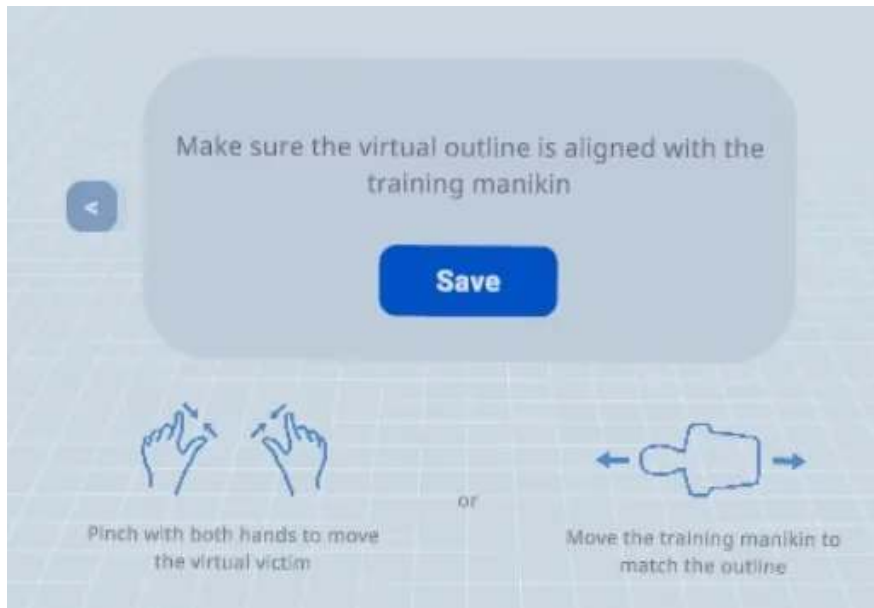 Make sure the virtual outline is aligned with the
training manikin
<
Save
Pinch with both hands to move
the virtual victim
or
Move the training manikin to
match the outline